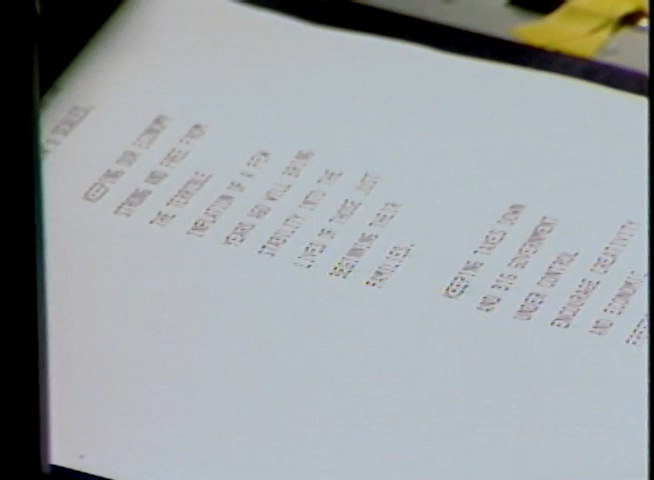 SCALES.
KEEPING OUR ECONOMY
STRONG AND FREE FROM
THE TERRIBLE
INFLATION OF A FEW
YEARS AGO WILL BRING
STABILITY INTO THE
LIVES OF THOSE JUST
BEGINNING THEIR
FAMILIES.
KEEPING TAXES DOWN
AND BIG GOVERNMENT
UNDER CONTROL
ENCOURAGE CREATIVITY
AND ECONOMIC